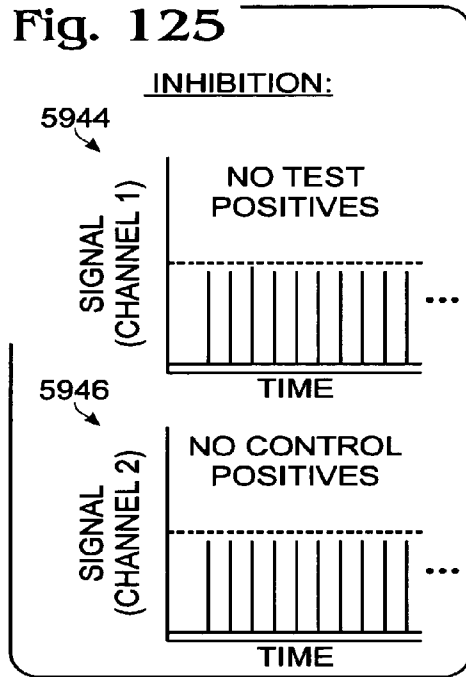 Fig. 125
INHIBITION:
5944
NO TEST
POSITIVES
SIGNAL
(CHANNEL 1)
...
TIME
5946
NO CONTROL
POSITIVES
SIGNAL
(CHANNEL 2)
...
TIME